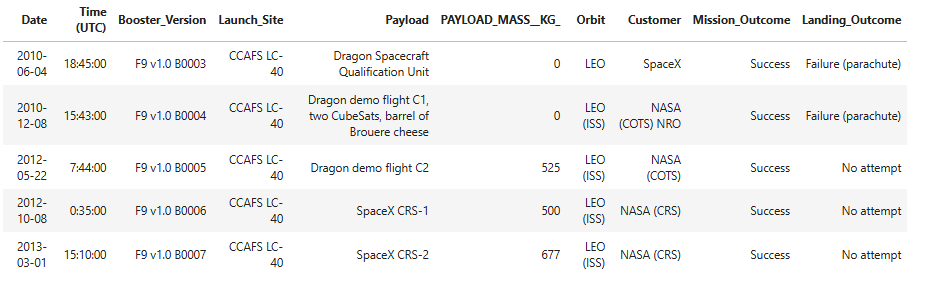 Date Time (UTC) Booster_Version Launch_Site Payload PAYLOAD_MASS__KG_ Orbit Customer Mission_Outcome Landing_Outcome
2010-06-04 18:45:00 F9 v1.0 B0003 CCAFS LC-40 Dragon Spacecraft Qualification Unit 0 LEO SpaceX Success Failure (parachute)
2010-12-08 15:43:00 F9 v1.0 B0004 CCAFS LC-40 Dragon demo flight C1, two CubeSats, barrel of Brouere cheese 0 LEO (ISS) NASA (COTS) NRO Success Failure (parachute)
2012-05-22 7:44:00 F9 v1.0 B0005 CCAFS LC-40 Dragon demo flight C2 525 LEO (ISS) NASA (COTS) Success No attempt
2012-10-08 0:35:00 F9 v1.0 B0006 CCAFS LC-40 SpaceX CRS-1 500 LEO (ISS) NASA (CRS) Success No attempt
2013-03-01 15:10:00 F9 v1.0 B0007 CCAFS LC-40 SpaceX CRS-2 677 LEO (ISS) NASA (CRS) Success No attempt